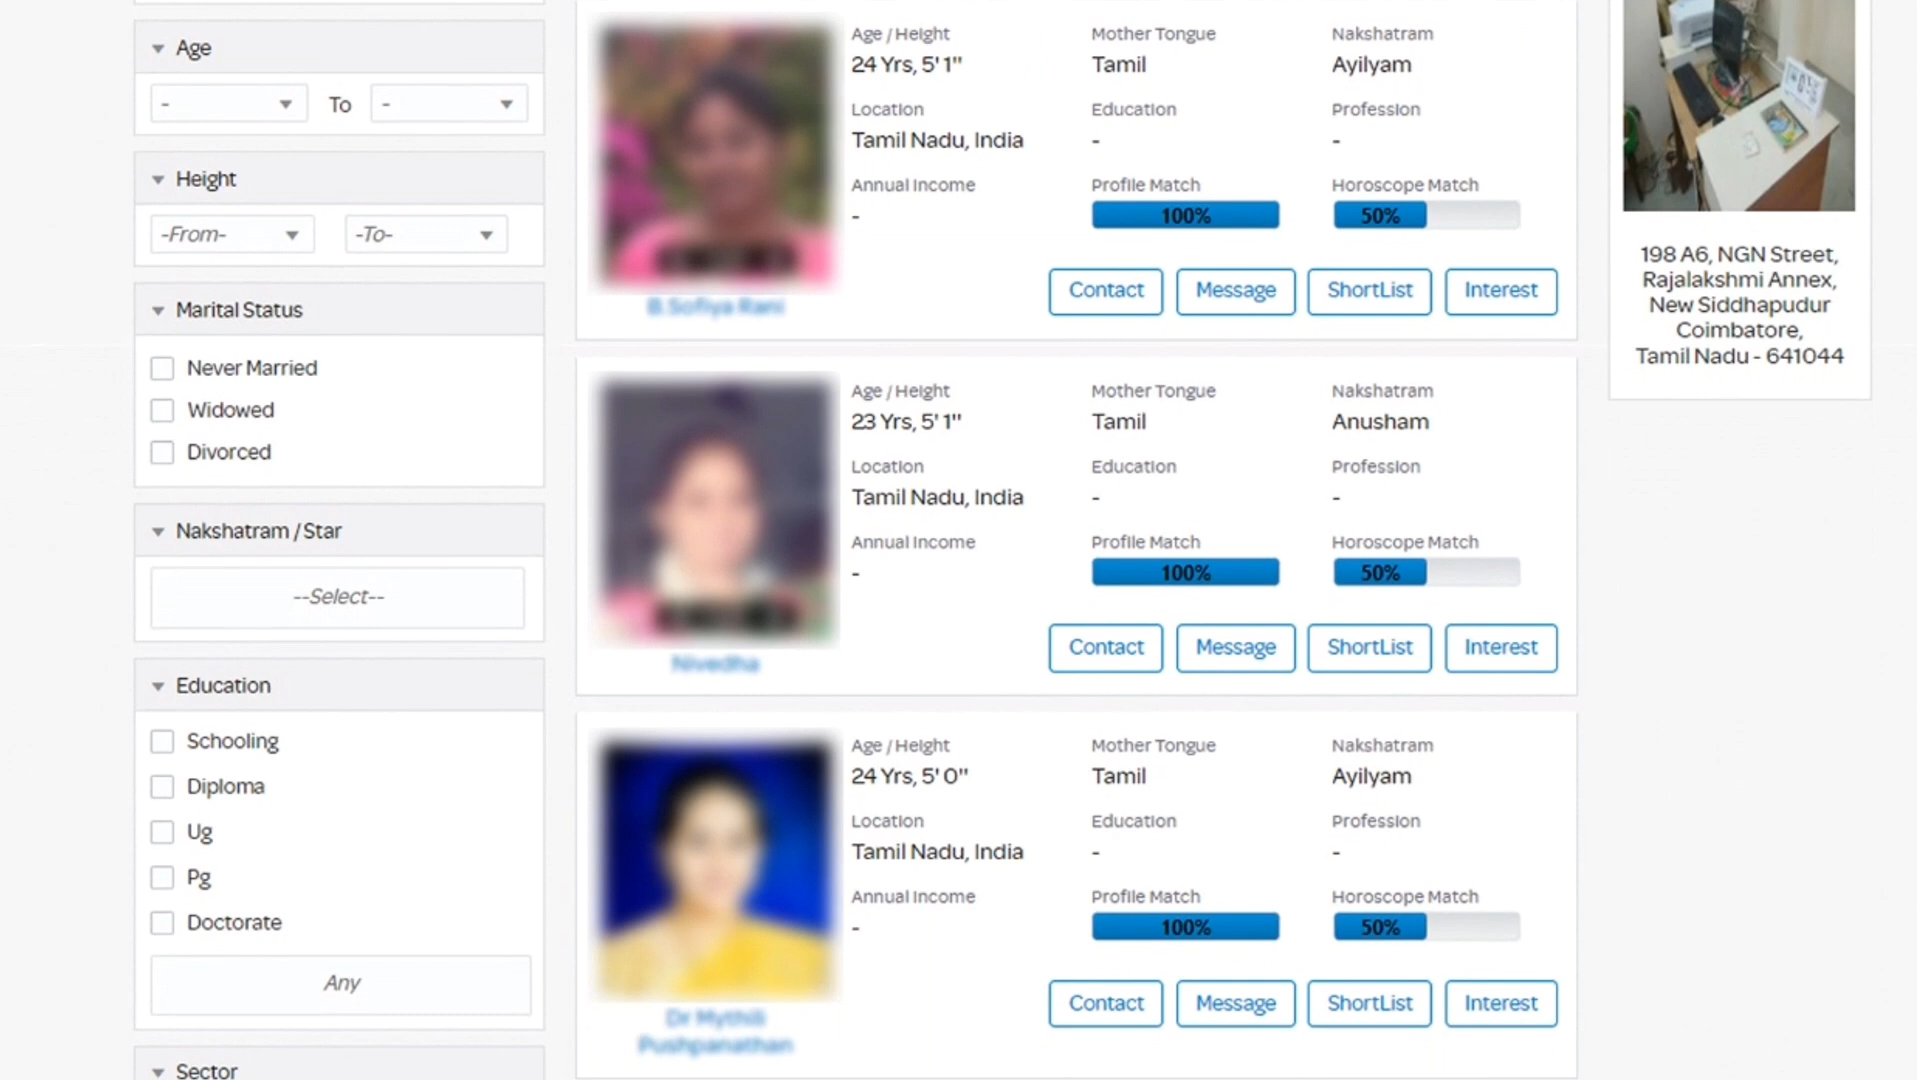 Age
-
To
-
Height
-From-
-To-
Marital Status
Never Married
Widowed
Divorced
Nakshatram / Star
--Select--
Education
Schooling
Diploma
Ug
Pg
Doctorate
Any
Sector
Age / Height
Mother Tongue
Nakshatram
24 Yrs, 5' 1"
Tamil
Ayilyam
Location
Education
Profession
Tamil Nadu, India
-
-
Annual Income
Profile Match
Horoscope Match
-
100%
50%
Contact
Message
ShortList
Interest
Age / Height
Mother Tongue
Nakshatram
23 Yrs, 5' 1"
Tamil
Anusham
Location
Education
Profession
Tamil Nadu, India
-
-
Annual Income
Profile Match
Horoscope Match
-
100%
50%
Nivedha
Contact
Message
ShortList
Interest
Age / Height
Mother Tongue
Nakshatram
24 Yrs, 5' 0"
Tamil
Ayilyam
Location
Education
Profession
Tamil Nadu, India
-
-
Annual Income
Profile Match
Horoscope Match
-
100%
50%
Contact
Message
ShortList
Interest
198 A6, NGN Street,
Rajalakshmi Annex,
New Siddhapudur
Coimbatore,
Tamil Nadu - 641044